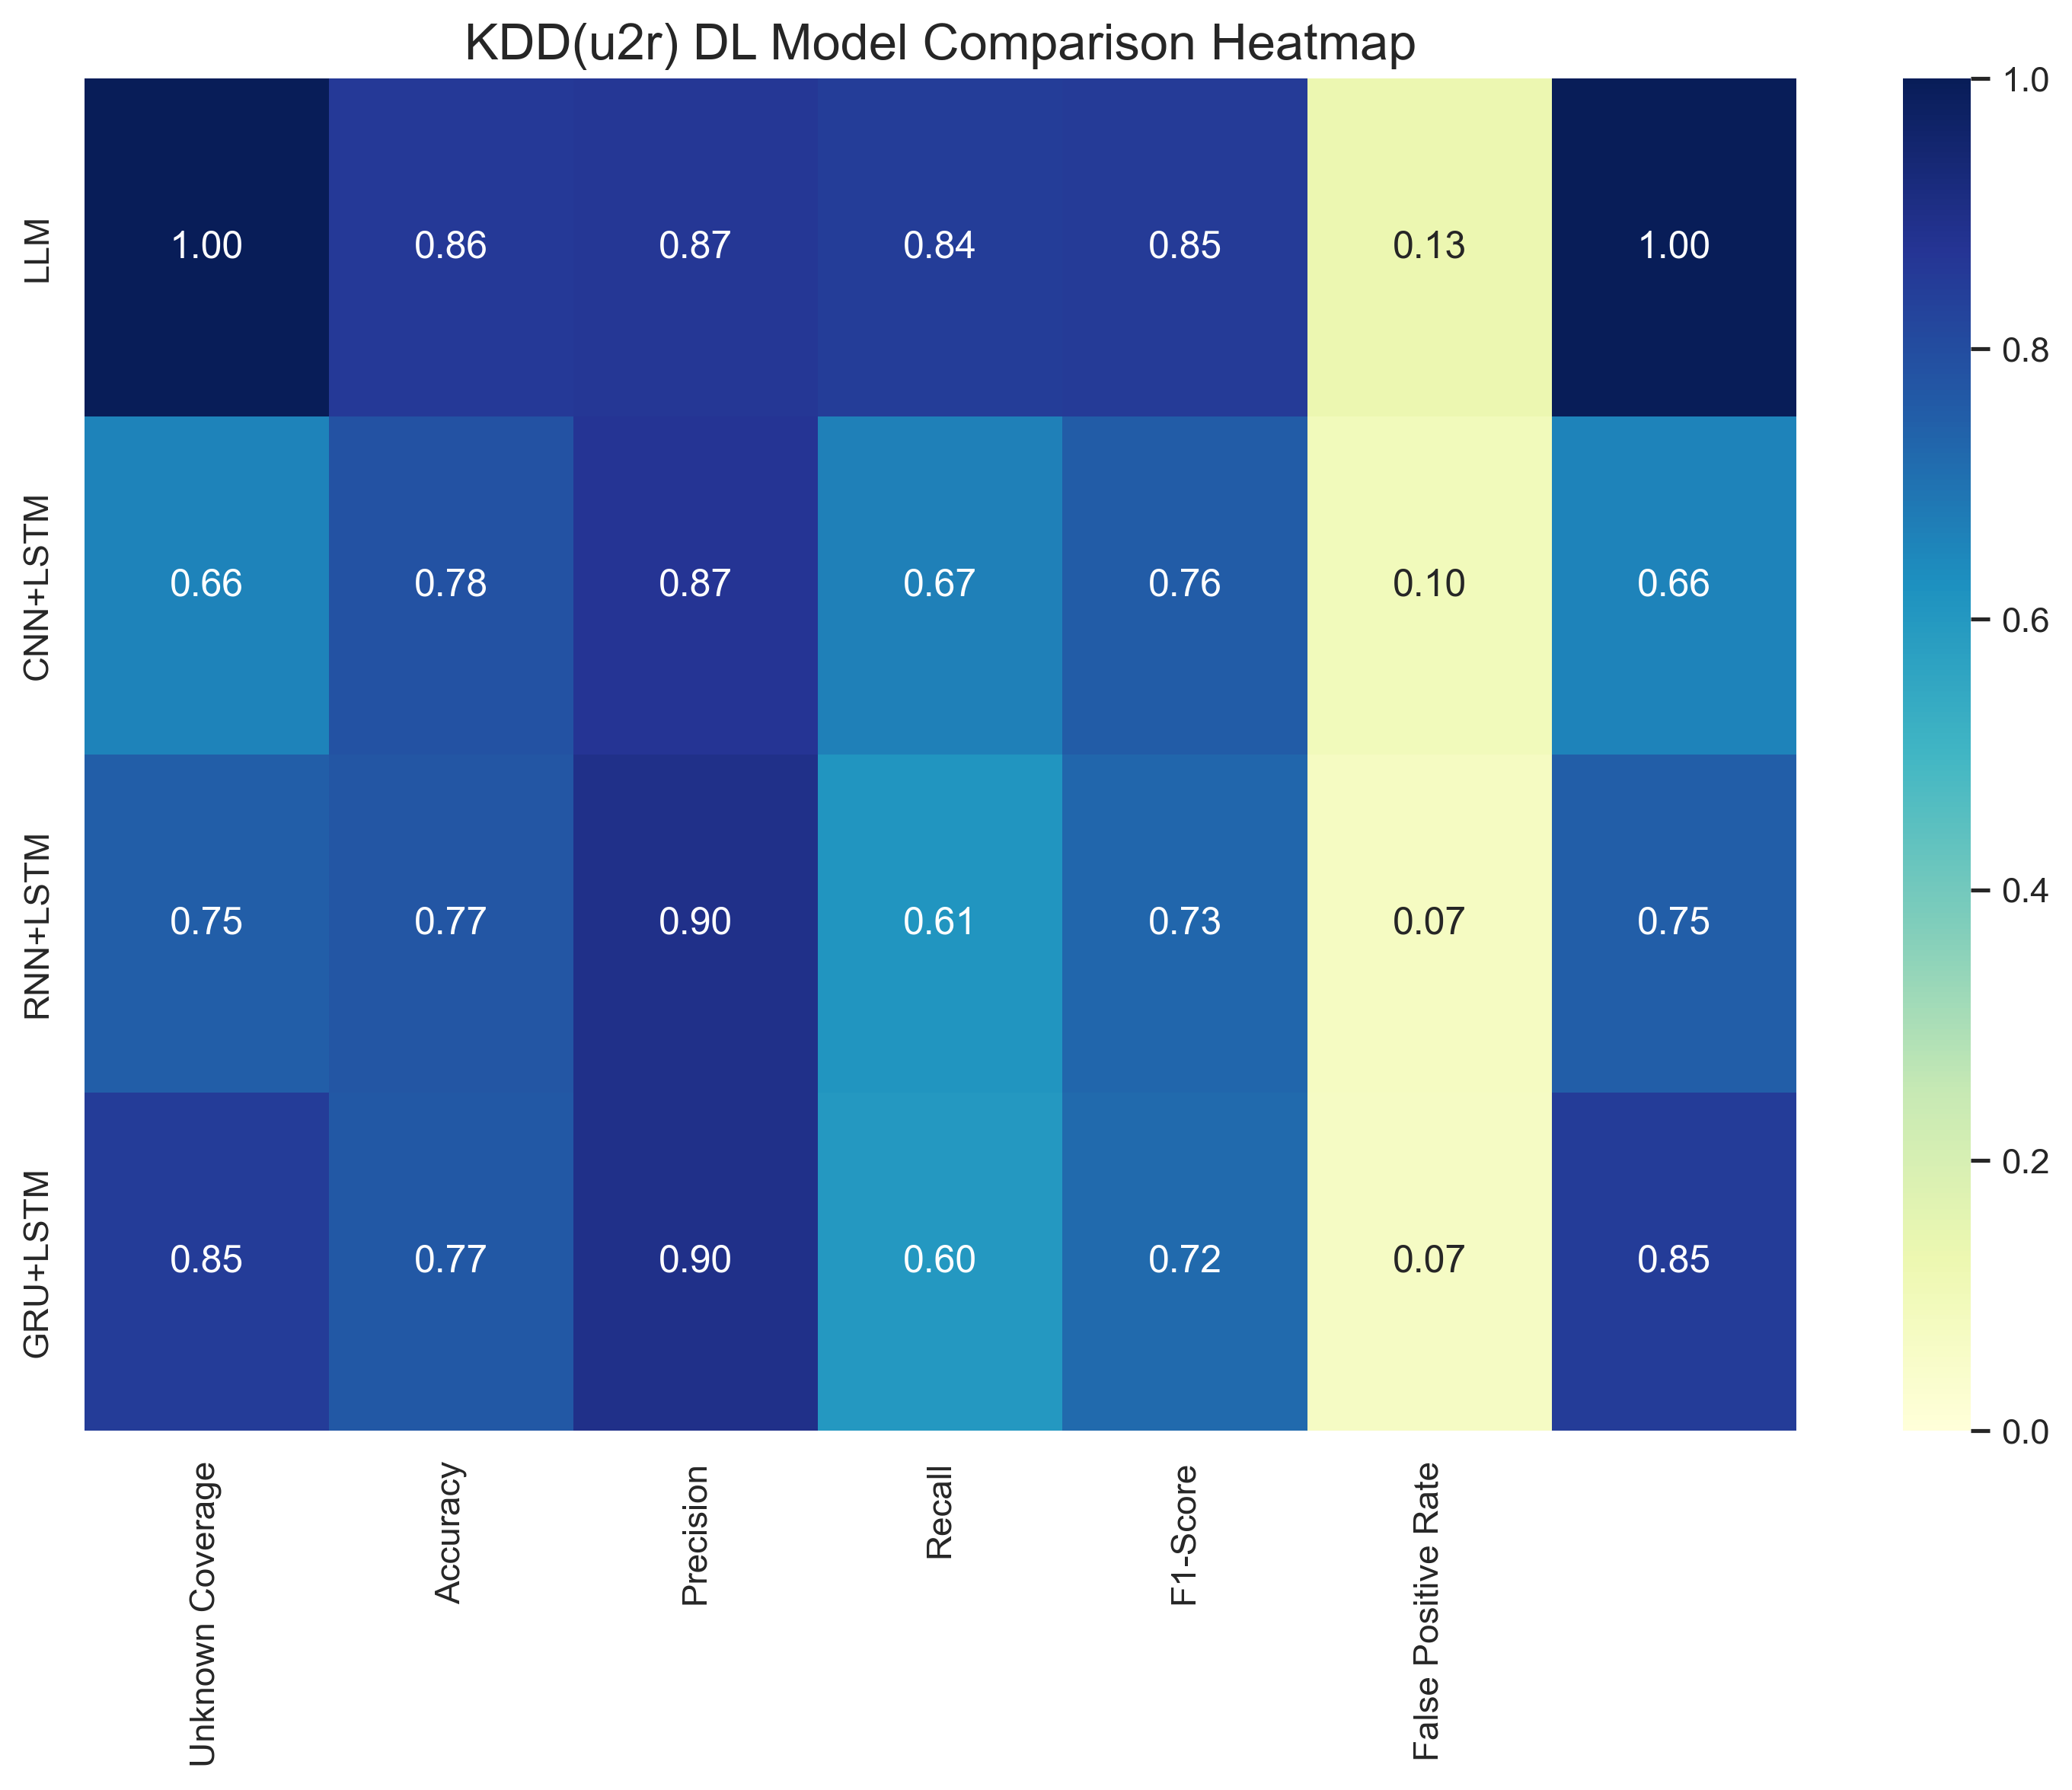 KDD(u2r) DL Model Comparison Heatmap
LLM
1.00 0.86 0.87 0.84 0.85 0.13 1.00
CNN+LSTM
0.66 0.78 0.87 0.67 0.76 0.10 0.66
RNN+LSTM
0.75 0.77 0.90 0.61 0.73 0.07 0.75
GRU+LSTM
0.85 0.77 0.90 0.60 0.72 0.07 0.85
Unknown Coverage
Accuracy
Precision
Recall
F1-Score
False Positive Rate
1.0
0.8
0.6
0.4
0.2
0.0